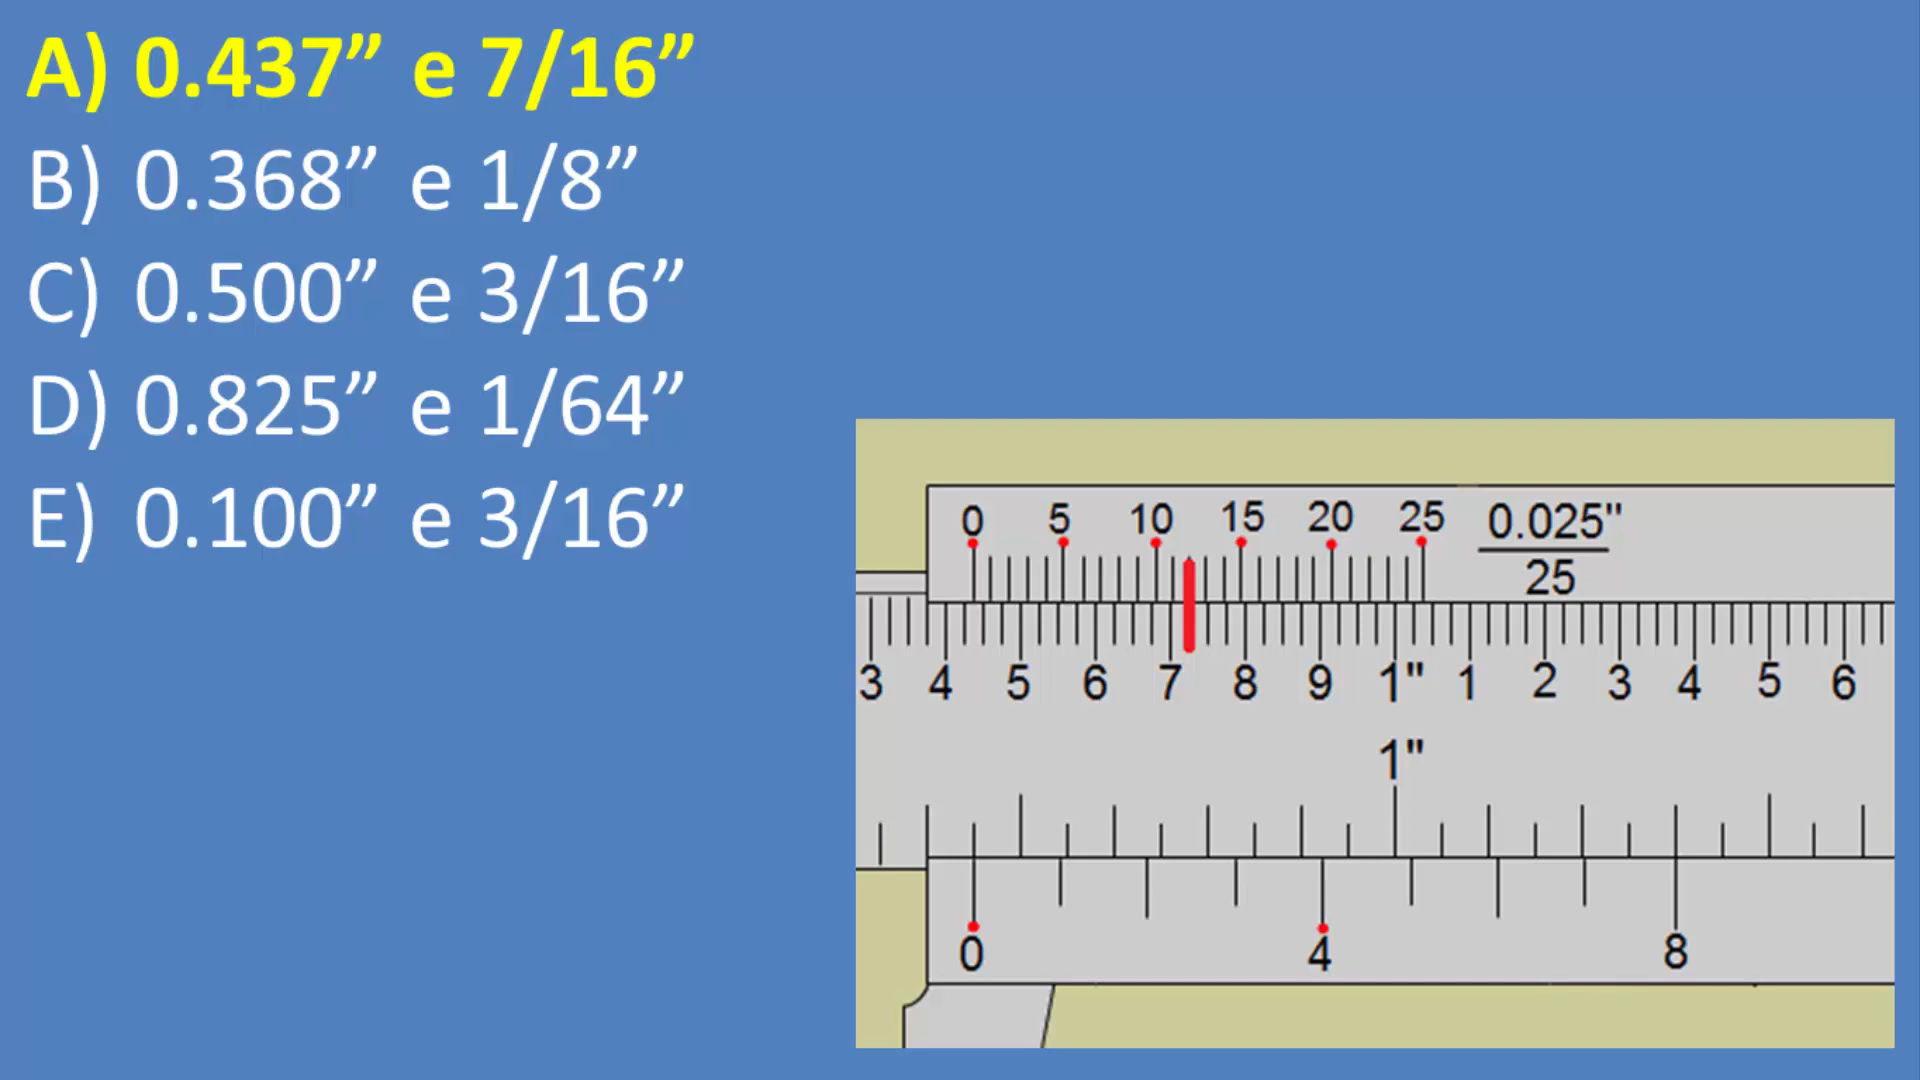 A) 0.437” e 7/16”
B) 0.368” e 1/8”
C) 0.500” e 3/16”
D) 0.825” e 1/64”
E) 0.100” e 3/16”
0 5 10 15 20 25 0.025"
25
3 4 5 6 7 8 9 1" 1 2 3 4 5 6
1"
0 4 8